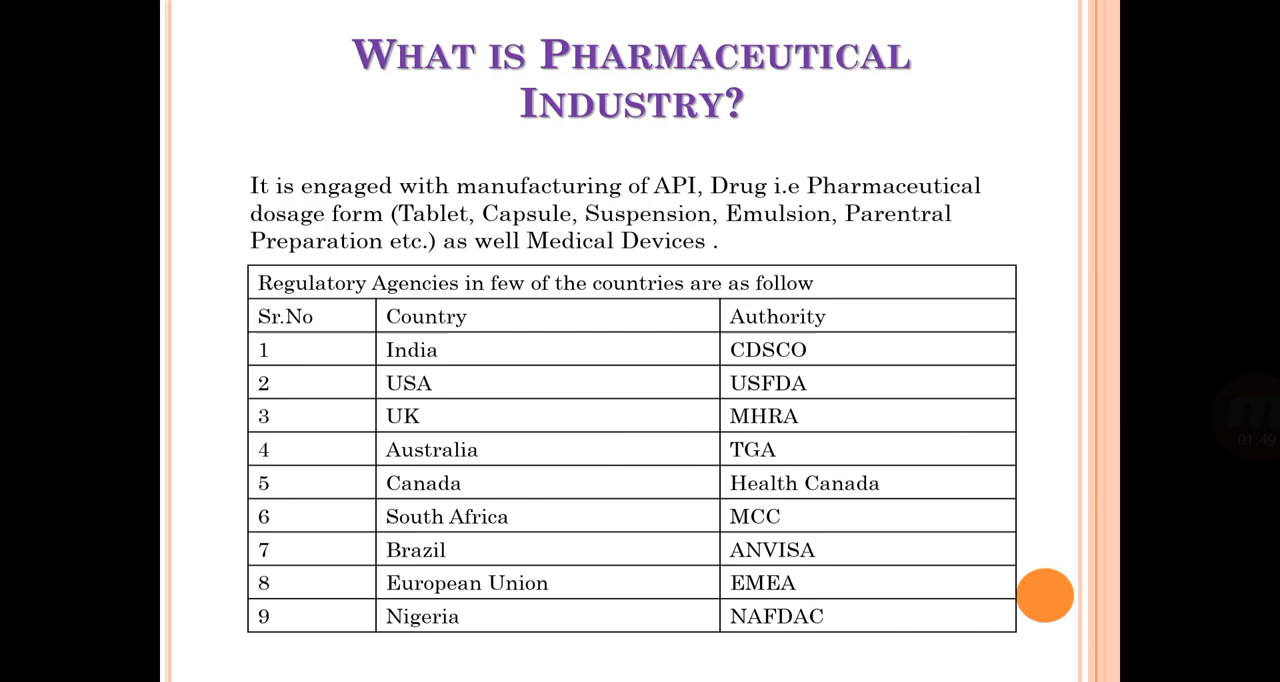 WHAT IS PHARMACEUTICAL
INDUSTRY?
It is engaged with manufacturing of API, Drug i.e Pharmaceutical
dosage form (Tablet, Capsule, Suspension, Emulsion, Parentral
Preparation etc.) as well Medical Devices .
Regulatory Agencies in few of the countries are as follow
Sr.No Country Authority
1 India CDSCO
2 USA USFDA
3 UK MHRA
4 Australia TGA
5 Canada Health Canada
6 South Africa MCC
7 Brazil ANVISA
8 European Union EMEA
9 Nigeria NAFDAC
01:49